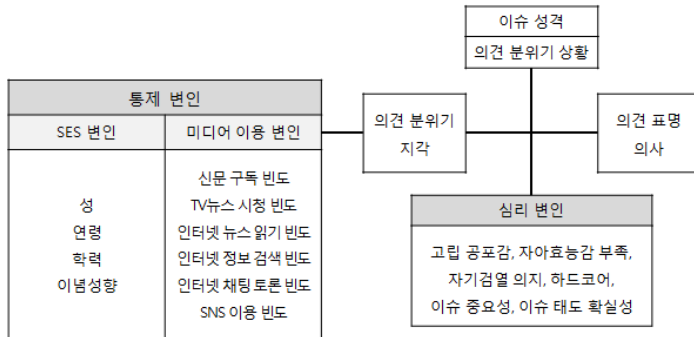 이슈 성격
의견 분위기 상황
통제 변인
SES 변인
미디어 이용 변인
성
연령
학력
이념성향
신문 구독 빈도
TV뉴스 시청 빈도
인터넷 뉴스 읽기 빈도
인터넷 정보 검색 빈도
인터넷 채팅 토론 빈도
SNS 이용 빈도
의견 분위기
지각
의견 표명
의사
심리 변인
고립 공포감, 자아효능감 부족,
자기검열 의지, 하드코어,
이슈 중요성, 이슈 태도 확실성